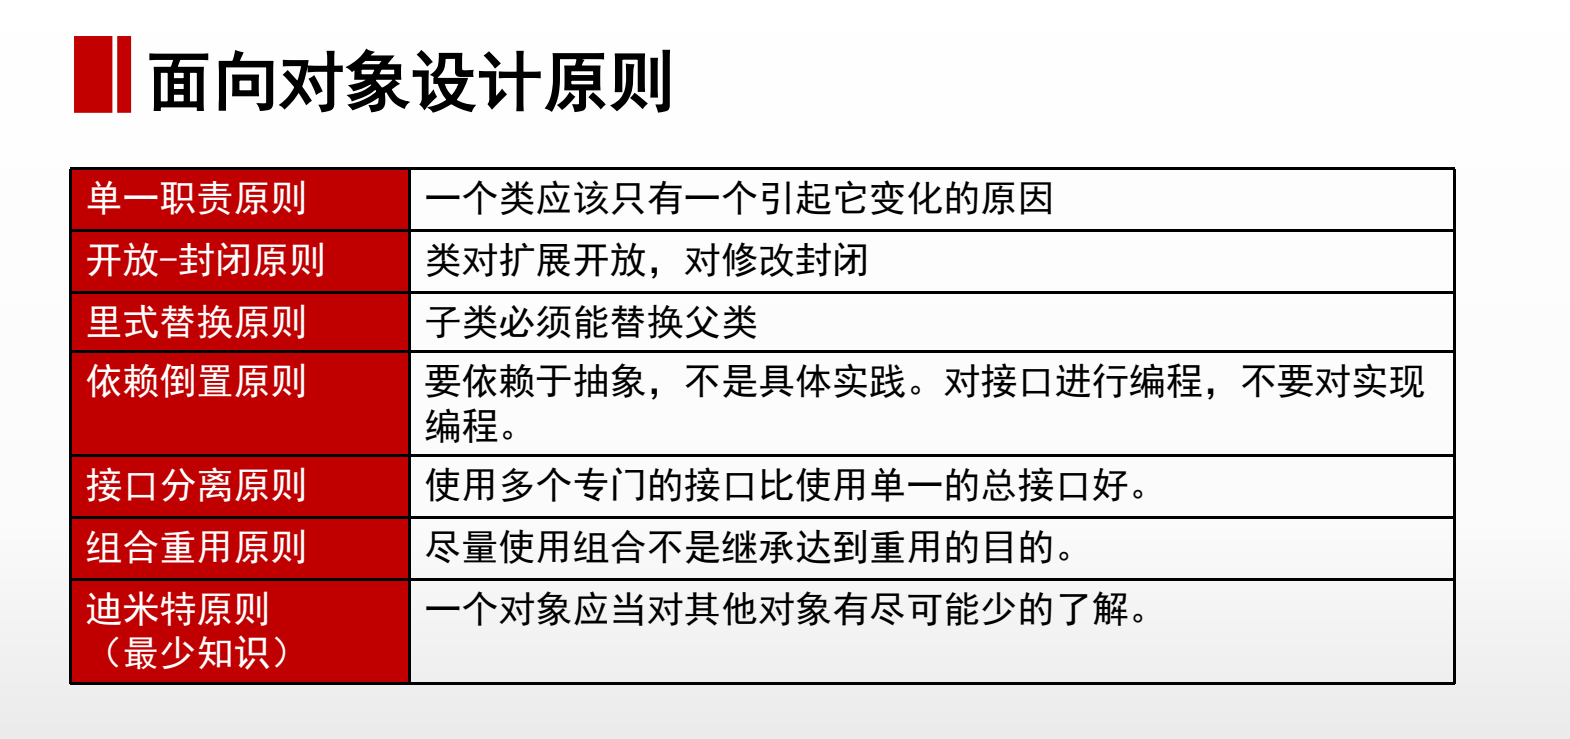 面向对象设计原则
单一职责原则
一个类应该只有一个引起它变化的原因
开放-封闭原则
类对扩展开放，对修改封闭
里式替换原则
子类必须能替换父类
依赖倒置原则
要依赖于抽象，不是具体实践。对接口进行编程，不要对实现
编程。
接口分离原则
使用多个专门的接口比使用单一的总接口好。
组合重用原则
尽量使用组合不是继承达到重用的目的。
迪米特原则
（最少知识）
一个对象应当对其他对象有尽可能少的了解。